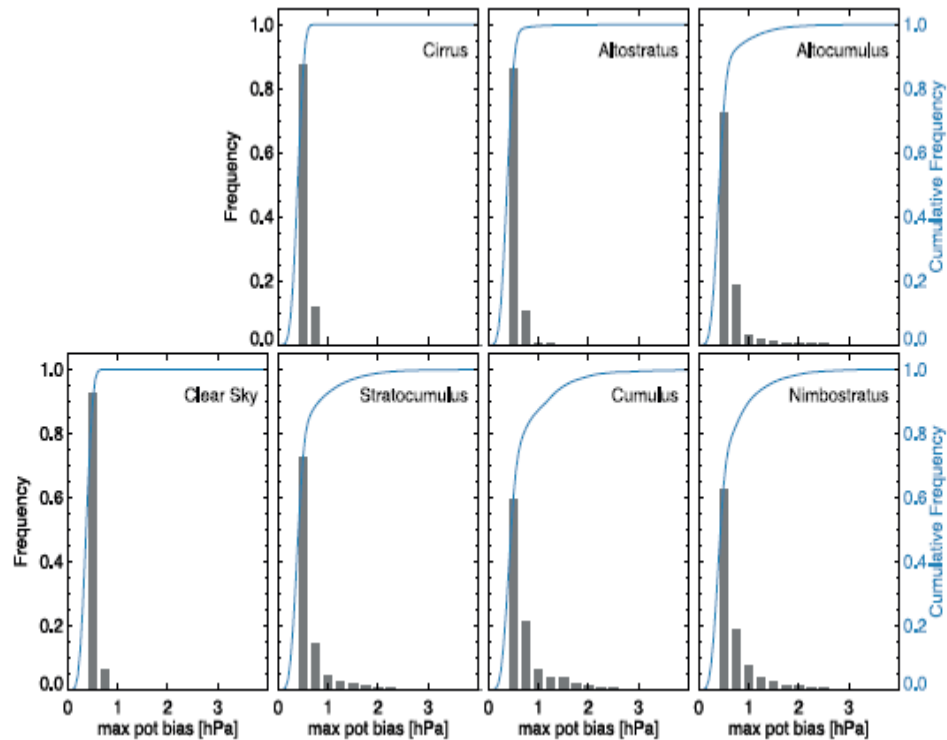 Cirrus
Altostratus
Altocumulus
1.0
0.8
0.6
0.4
0.2
0.0
Frequency
1.0
0.8
0.6
0.4
0.2
0.0
Cumulative Frequency
Clear Sky
Stratocumulus
Cumulus
Nimbostratus
1.0
0.8
0.6
0.4
0.2
0.0
Frequency
1.0
0.8
0.6
0.4
0.2
0.0
Cumulative Frequency
0 1 2 3
0 1 2 3
0 1 2 3
0 1 2 3
max pot bias [hPa]
max pot bias [hPa]
max pot bias [hPa]
max pot bias [hPa]